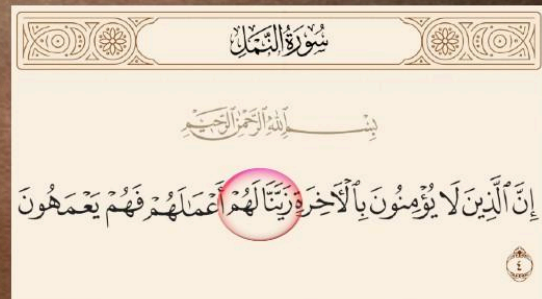 سُورَةُ النَّمْلِ
بِسْمِ ٱللَّهِ ٱلرَّحْمَٰنِ ٱلرَّحِيمِ
إِنَّ ٱلَّذِينَ لَا يُؤْمِنُونَ بِٱلْأَخِرَةِ زَيَّنَّا لَهُمْ أَعْمَـٰلَهُمْ فَهُمْ يَعْمَهُونَ
٤